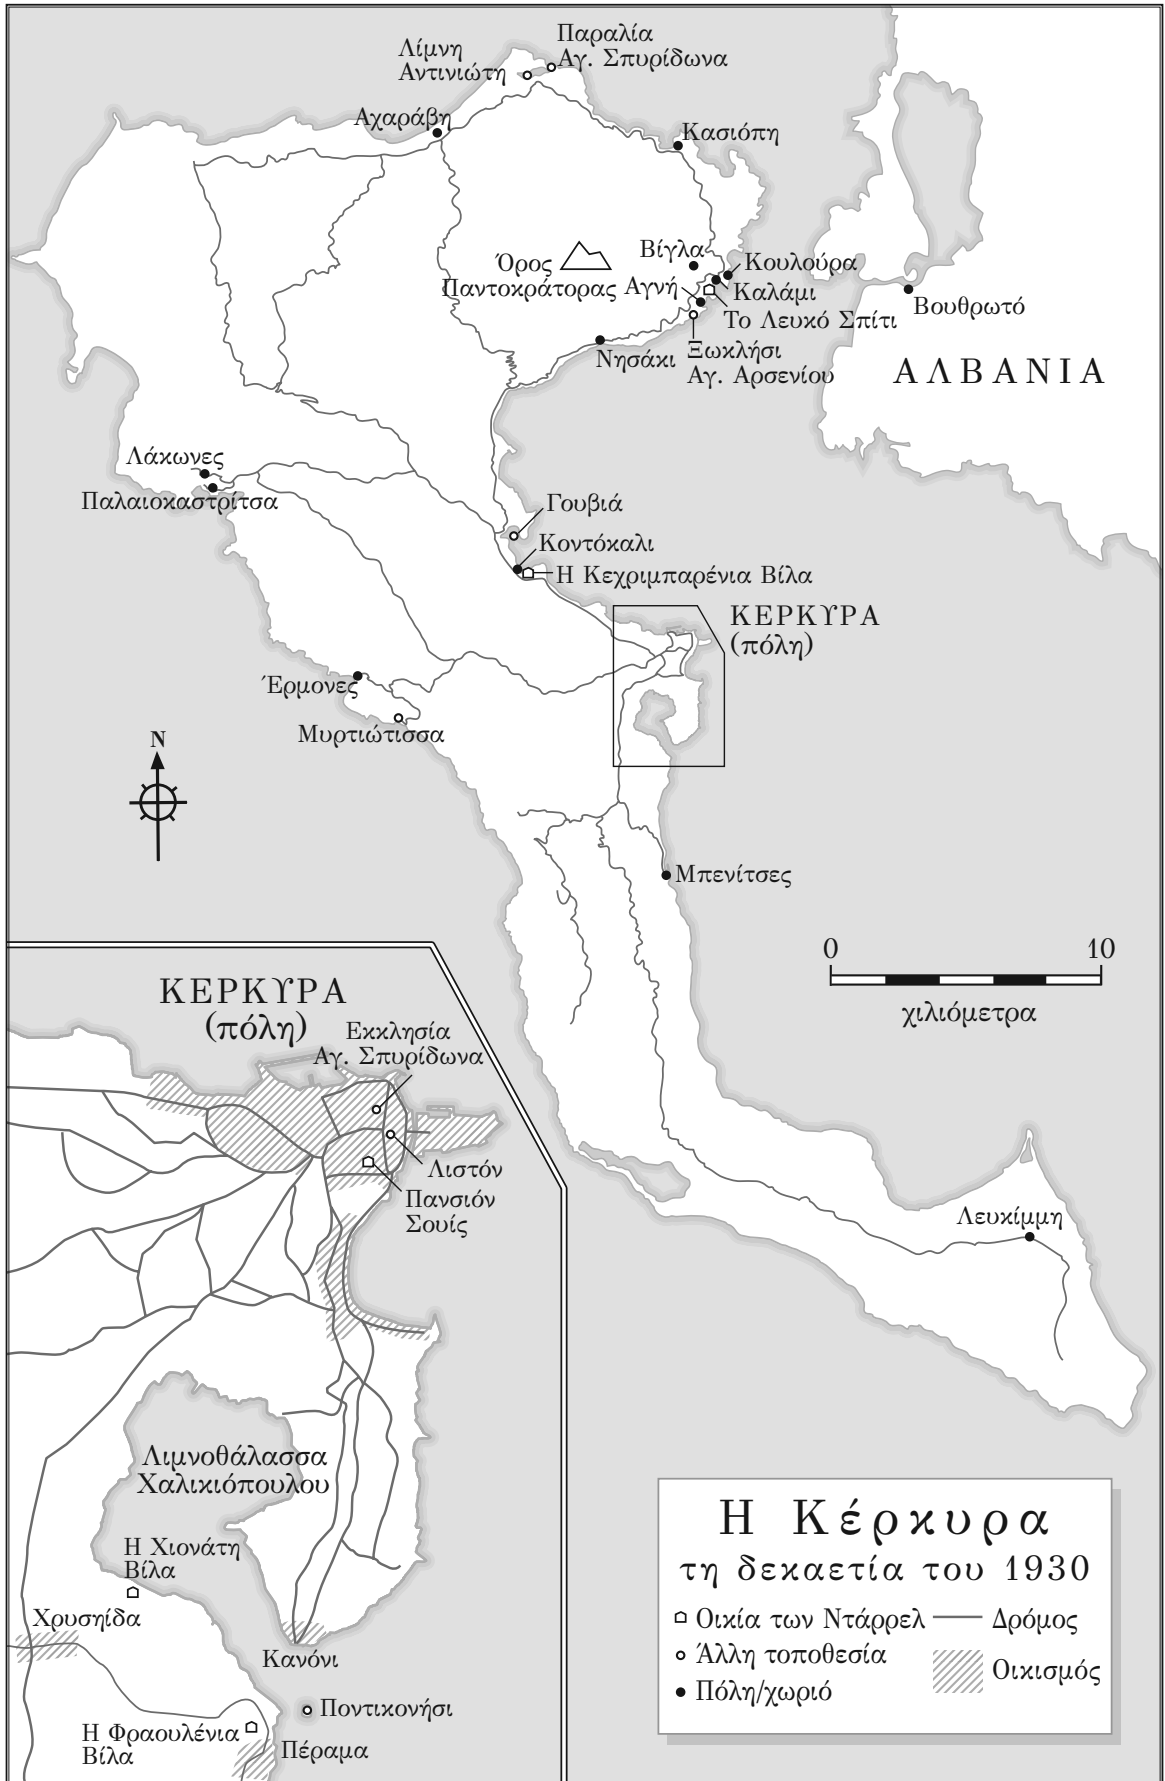 Παραλία
Αγ. Σπυρίδωνα
Λίμνη
Αντινιώτη
Αχαράβη
Κασιόπη
Βίγλα
Κουλούρα
Όρος
Παντοκράτορας
Αγνή
Καλάμι
Το Λευκό Σπίτι
Βουθρωτό
Νησάκι
Ξωκλήσι
Αγ. Αρσενίου
ΑΛΒΑΝΙΑ
Λάκωνες
Παλαιοκαστρίτσα
Γουβιά
Κοντόκαλι
Η Κεχριμπαρένια Βίλα
ΚΕΡΚΥΡΑ
(πόλη)
Έρμονες
Μυρτιώτισσα
N
Μπενίτσες
0 10
χιλιόμετρα
ΚΕΡΚΥΡΑ
(πόλη)
Εκκλησία
Αγ. Σπυρίδωνα
Λιστόν
Πανσιόν
Σουίς
Λευκίμμη
Λιμνοθάλασσα
Χαλικιόπουλου
Η Χιονάτη
Βίλα
Χρυσηίδα
Κανόνι
Ποντικονήσι
Η Φραουλένια
Βίλα
Πέραμα
Η Κέρκυρα
τη δεκαετία του 1930
Οικία των Ντάρρελ
Δρόμος
Άλλη τοποθεσία
Οικισμός
Πόλη/χωριό